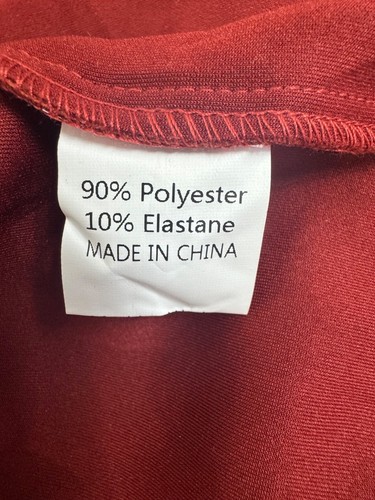 90% Polyester
10% Elastane
MADE IN CHINA